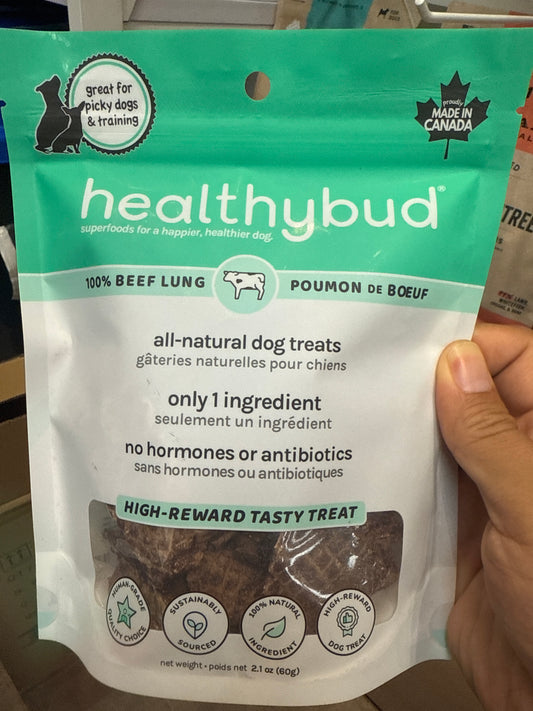 great for
picky dogs
& training
proudly
MADE IN
CANADA
healthybud®
superfoods for a happier, healthier dog.
100% BEEF LUNG
POUMON DE BOEUF
all-natural dog treats
gâteries naturelles pour chiens
only 1 ingredient
seulement un ingrédient
no hormones or antibiotics
sans hormones ou antibiotiques
HIGH-REWARD TASTY TREAT
HUMAN-GRADE
QUALITY CHOICE
SUSTAINABLY
SOURCED
100% NATURAL
INGREDIENT
HIGH-REWARD
DOG TREAT
net weight • poids net 2.1 oz (60g)
TREE
LAMB,